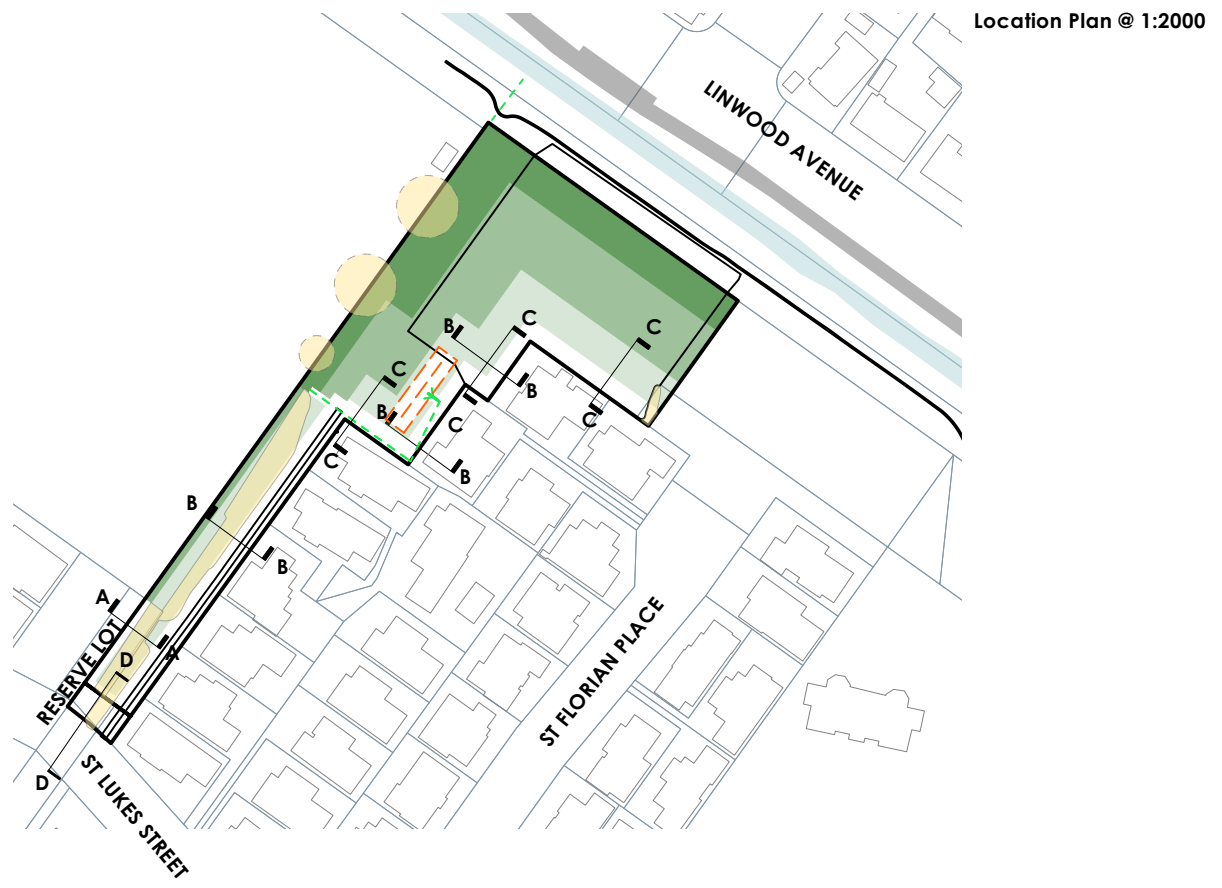 Location Plan @ 1:2000
LINWOOD AVENUE
B
C
C
C
B
B
C
C
C
B
B
B
A
RESERVE LOT
A
D
ST FLORIAN PLACE
D
ST LUKES STREET